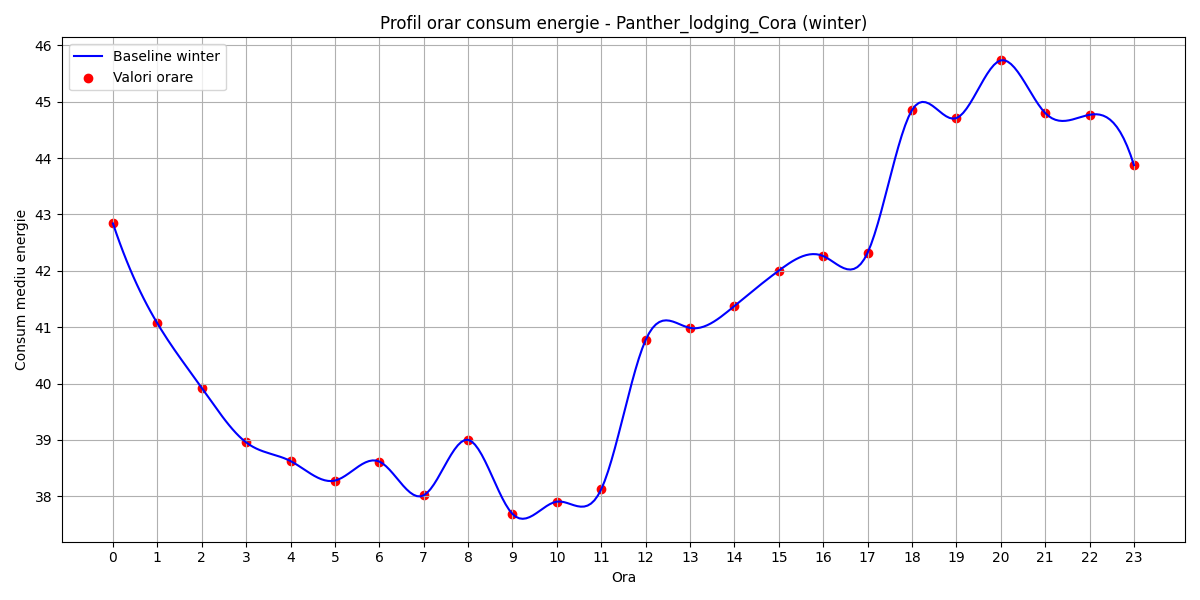 Profil orar consum energie - Panther_lodging_Cora (winter)
Baseline winter
Valori orare
Consum mediu energie
46
45
44
43
42
41
40
39
38
0 1 2 3 4 5 6 7 8 9 10 11 12 13 14 15 16 17 18 19 20 21 22 23
Ora